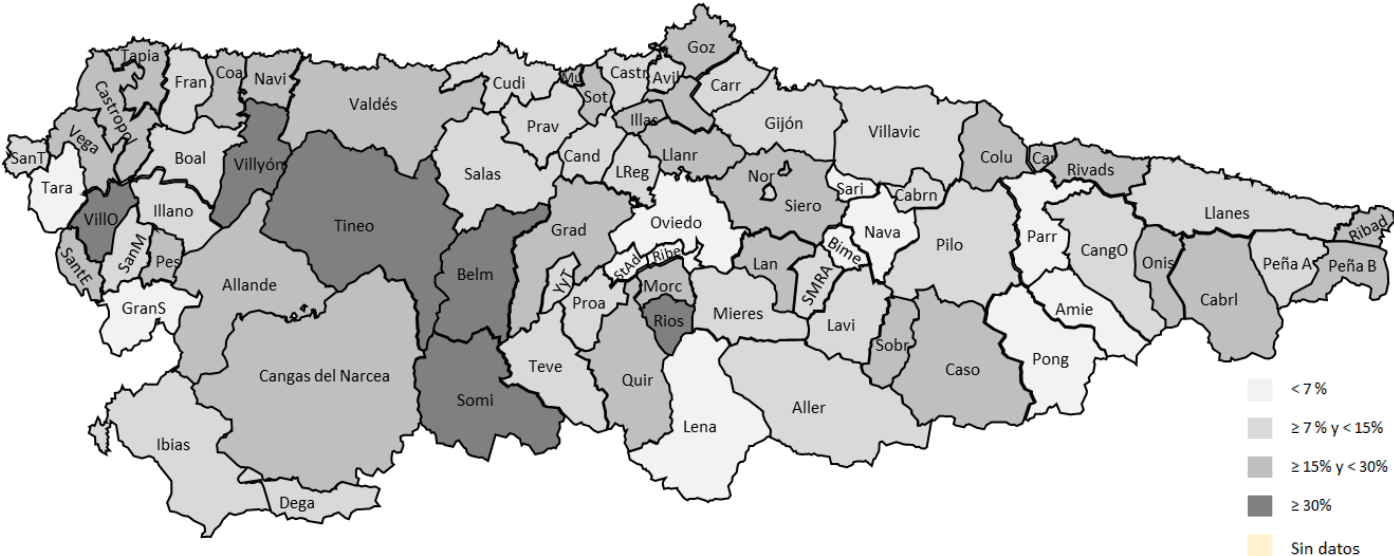 Goz
Tapia
Fran
Coa
Navi
Valdés
Cudi
Mu
Sot
Castr
Avil
Carr
Castropol
Prav
Illas
Gijón
Villavic
Vega
SanT
Boal
Villyón
Salas
Cand
LReg
Llanr
Nor
Siero
Sari
Cabrn
Colu
Car
Rivads
Tara
VillO
Illano
Tineo
Grad
Oviedo
Nava
Pilo
Parr
CangO
Llanes
Ribad
SanM
SantE
Pes
Allande
Belm
YyT
StAd
Ribe
Lan
SMRA
Bime
Onis
Peña A
Peña B
GranS
Proa
Morc
Rios
Mieres
Lavi
Amie
Cabrl
Cangas del Narcea
Somi
Teve
Quir
Lena
Aller
Sobr
Caso
Pong
Ibias
Dega
< 7 %
≥ 7 % y < 15%
≥ 15% y < 30%
≥ 30%
Sin datos